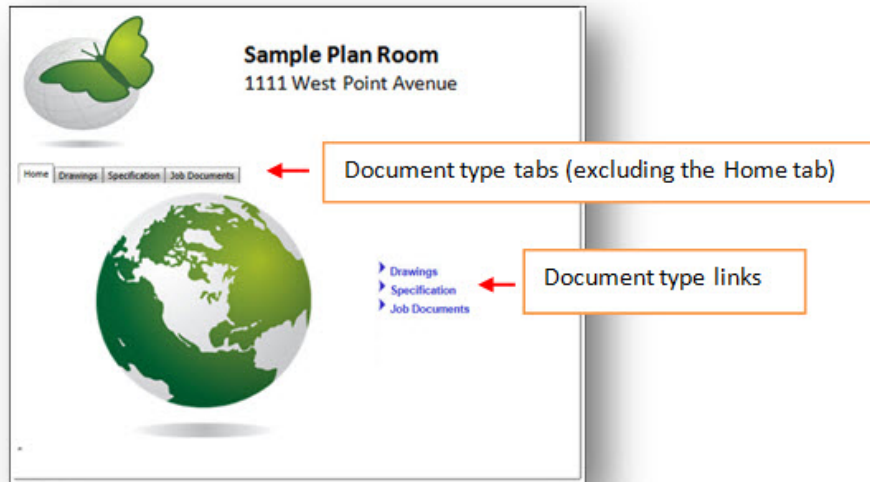 Sample Plan Room
1111 West Point Avenue
Home Drawings Specification Job Documents
Document type tabs (excluding the Home tab)
Drawings
Specification
Job Documents
Document type links